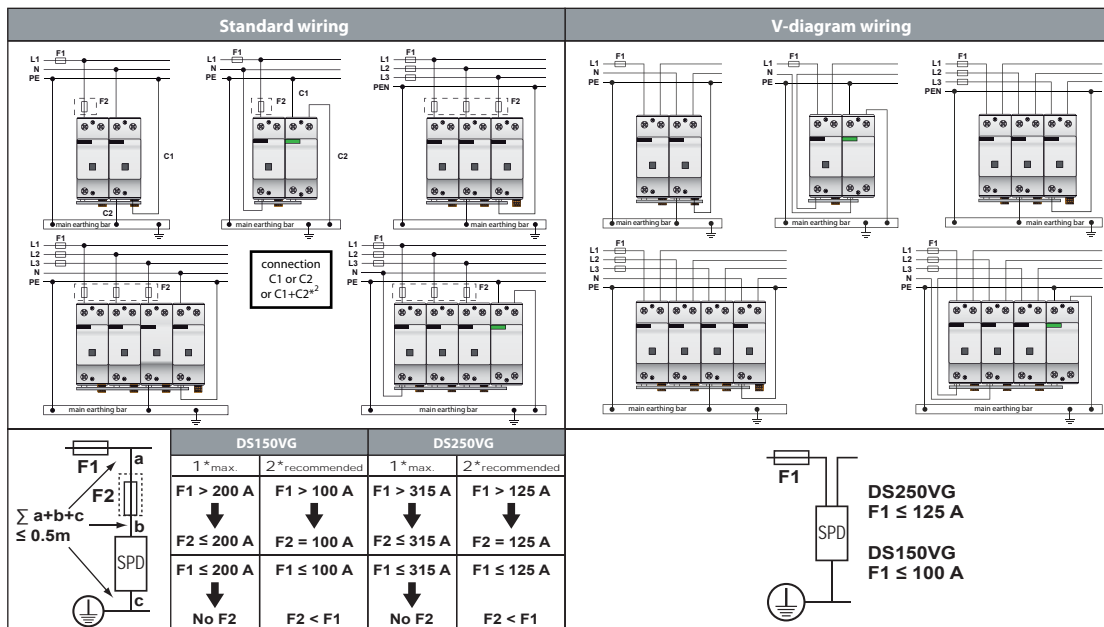 Standard wiring
V-diagram wiring
F1
L1
N
PE
F2
C1
C2
main earthing bar
F1
L1
N
PE
C1
F2
C2
main earthing bar
F1
L1
L2
L3
PEN
F2
main earthing bar
F1
L1
N
PE
main earthing bar
F1
L1
N
PE
main earthing bar
F1
L1
L2
L3
PEN
main earthing bar
F1
L1
L2
L3
N
PE
F2
main earthing bar
connection
C1 or C2
or C1+C2*2
F1
L1
L2
L3
N
PE
F2
main earthing bar
F1
L1
L2
L3
N
PE
main earthing bar
F1
L1
L2
L3
N
PE
main earthing bar
F1
a
F2
∑ a+b+c
≤ 0.5m
b
SPD
c
DS150VG DS250VG
1*max. 2*recommended 1*max. 2*recommended
F1 > 200 A F1 > 100 A F1 > 315 A F1 > 125 A
F2 ≤ 200 A F2 = 100 A F2 ≤ 315 A F2 = 125 A
F1 ≤ 200 A F1 ≤ 100 A F1 ≤ 315 A F1 ≤ 125 A
No F2 F2 < F1 No F2 F2 < F1
F1
SPD
DS250VG
F1 ≤ 125 A
DS150VG
F1 ≤ 100 A